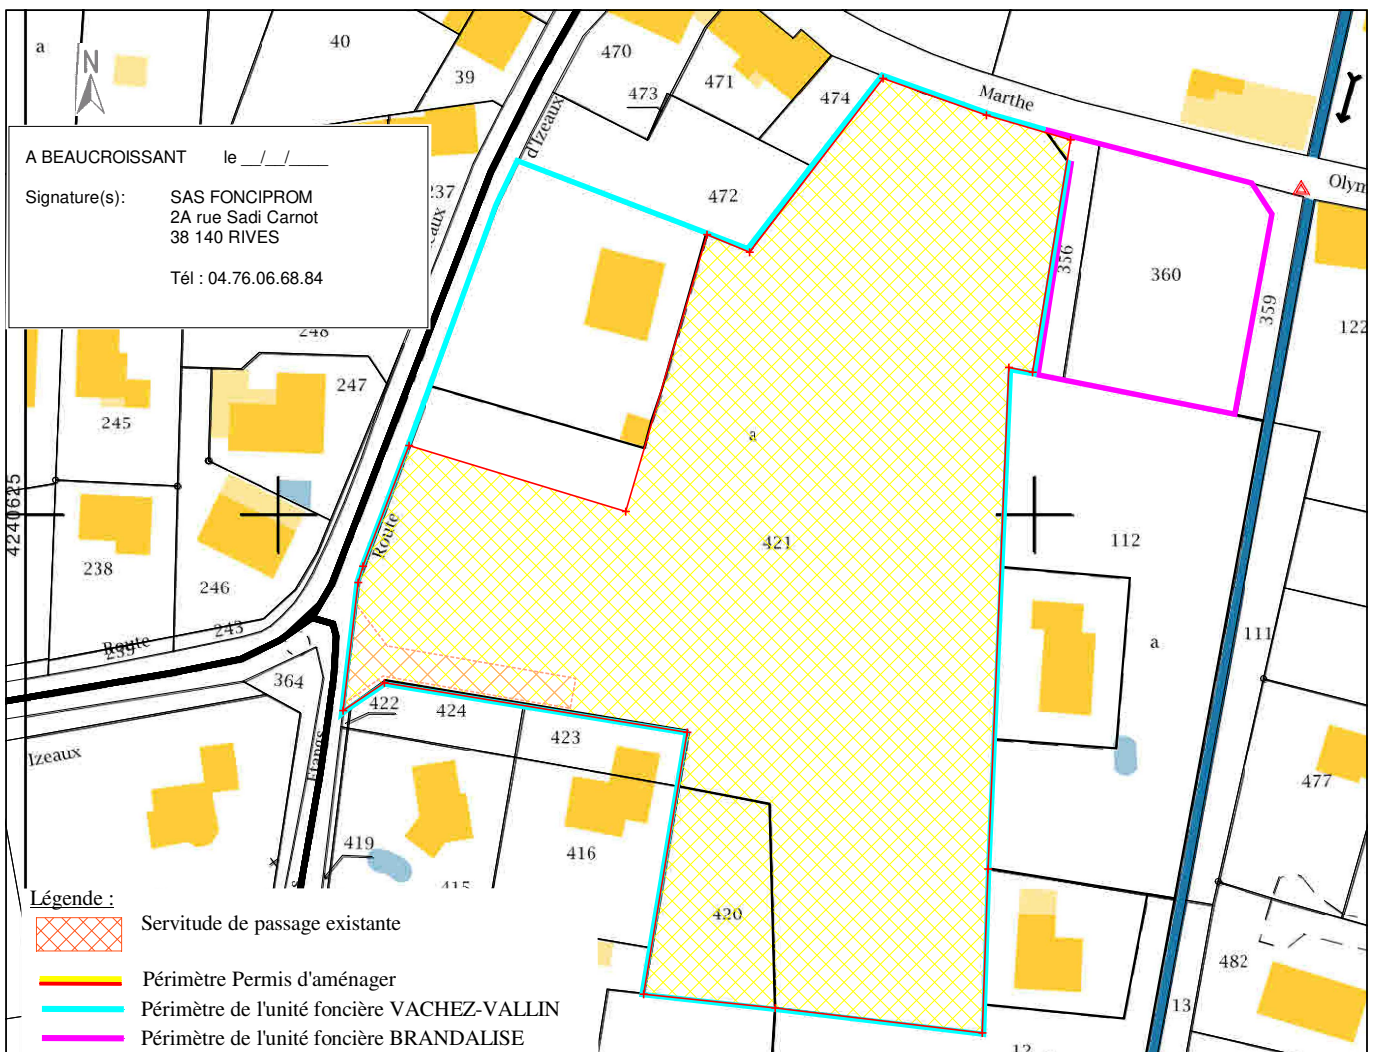 a
40
N
39
470
473
471
474
Marthe
d'Izeaux
A BEAUCROISSANT le __/__/____
Signature(s): SAS FONCIPROM
2A rue Sadi Carnot
38 140 RIVES
Tél : 04.76.06.68.84
472
356
360
359
122
248
247
245
a
4240625
Route
421
112
238
246
243
Route
239
a
111
364
422
424
423
Izeaux
Etangs
477
419
416
415
420
482
13
12
Légende :
Servitude de passage existante
Périmètre Permis d'aménager
Périmètre de l'unité foncière VACHEZ-VALLIN
Périmètre de l'unité foncière BRANDALISE